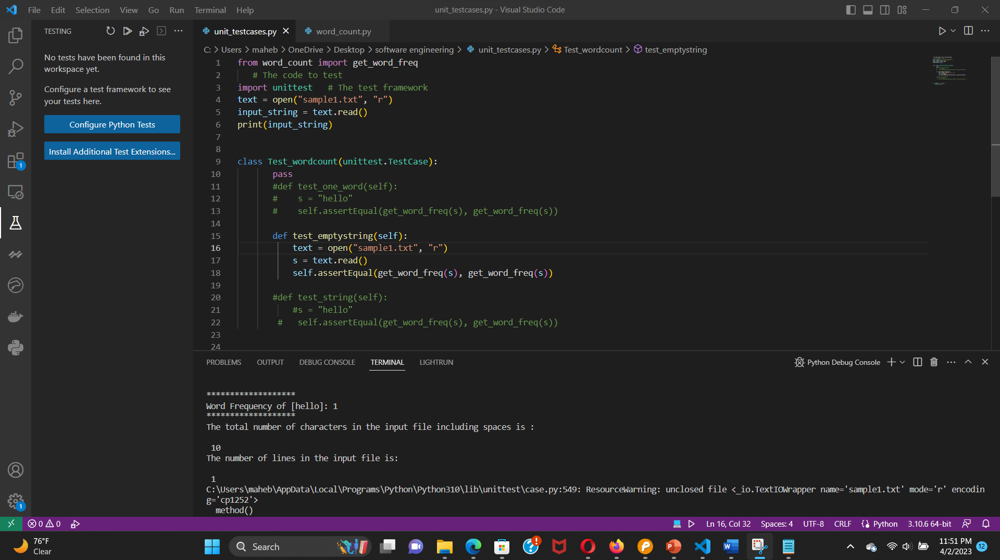 File Edit Selection View Go Run Terminal Help
unit_testcases.py - Visual Studio Code
TESTING
No tests have been found in this
workspace yet.
Configure a test framework to see
your tests here.
Configure Python Tests
Install Additional Test Extensions...
1
1
unit_testcases.py
word_count.py
C: > Users > maheb > OneDrive > Desktop > software engineering > unit_testcases.py > Test_wordcount > test_emptystring
1 from word_count import get_word_freq
2 # The code to test
3 import unittest # The test framework
4 text = open("sample1.txt", "r")
5 input_string = text.read()
6 print(input_string)
7
8
9 class Test_wordcount(unittest.TestCase):
10 pass
11 #def test_one_word(self):
12 # s = "hello"
13 # self.assertEqual(get_word_freq(s), get_word_freq(s))
14
15 def test_emptystring(self):
16 text = open("sample1.txt", "r")
17 s = text.read()
18 self.assertEqual(get_word_freq(s), get_word_freq(s))
19
20 #def test_string(self):
21 #s = "hello"
22 # self.assertEqual(get_word_freq(s), get_word_freq(s))
23
24
PROBLEMS OUTPUT DEBUG CONSOLE TERMINAL LIGHTRUN
Python Debug Console
*******************
Word Frequency of [hello]: 1
*******************
The total number of characters in the input file including spaces is :
10
The number of lines in the input file is:
1
C:\Users\maheb\AppData\Local\Programs\Python\Python310\lib\unittest\case.py:549: ResourceWarning: unclosed file <_io.TextIOWrapper name='sample1.txt' mode='r' encodin
g='cp1252'>
method()
0 0
Ln 16, Col 32 Spaces: 4 UTF-8 CRLF Python 3.10.6 64-bit
76°F
Clear
Search
11:51 PM
4/2/2023
12